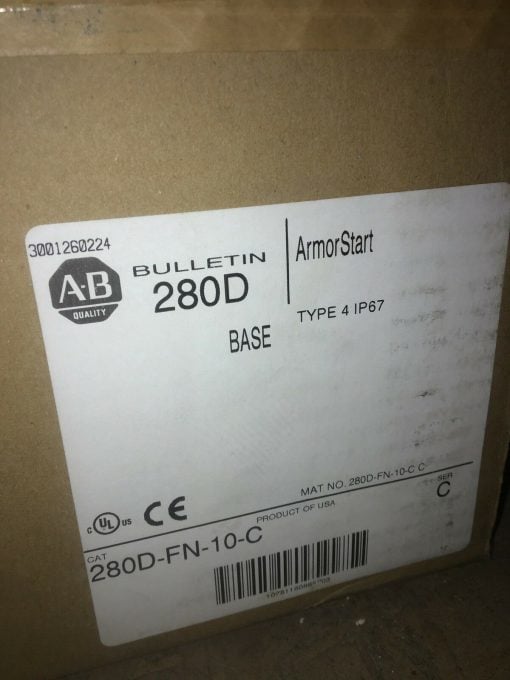 3001260224
A·B
QUALITY
BULLETIN
280D
BASE
ArmorStart
TYPE 4 IP67
MAT NO. 280D-FN-10-C C
SER
C
C UL US CE
PRODUCT OF USA
CAT
280D-FN-10-C